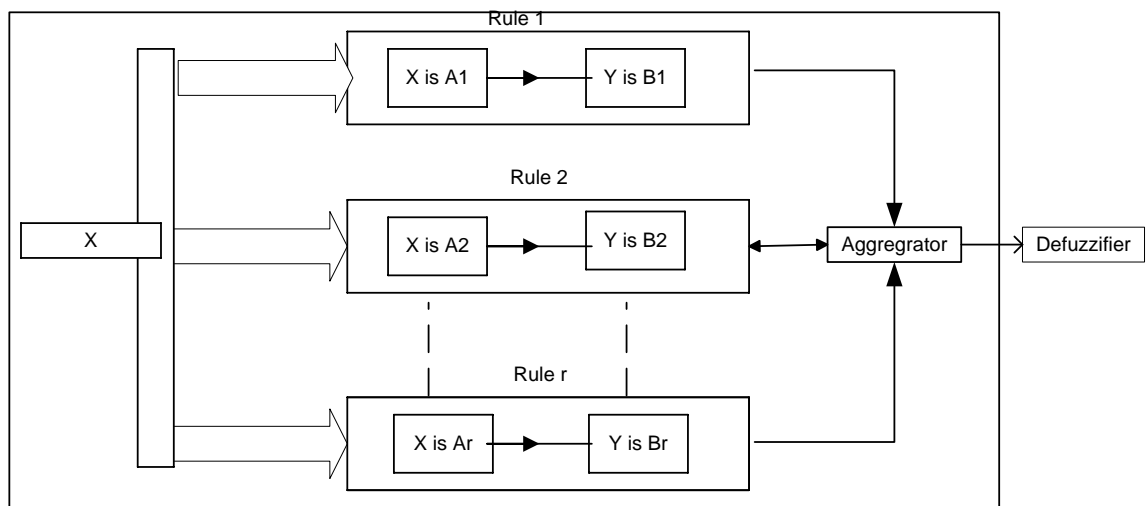 Rule 1
X is A1
Y is B1
Rule 2
X
X is A2
Y is B2
Aggregrator
Defuzzifier
Rule r
X is Ar
Y is Br